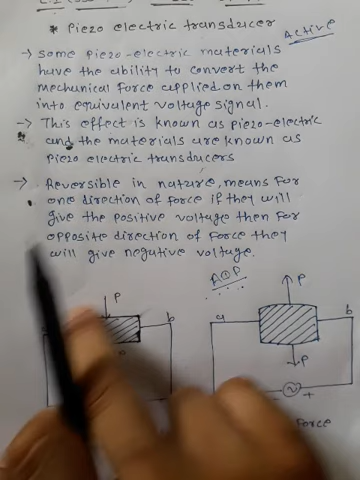 * Piezo electric transducer
Active
→ some Piezo-electric materials
have the ability to convert the
mechanical Force applied on them
into equivalent voltage signal.
→ This effect is known as Piezo-electric
and the materials are known as
Piezo electric transducers
→ Reversible in nature, means For
one direction of Force if they will
give the positive voltage then For
opposite direction of Force they
will give negative voltage.
P
b
P
a
b
P
+
Force